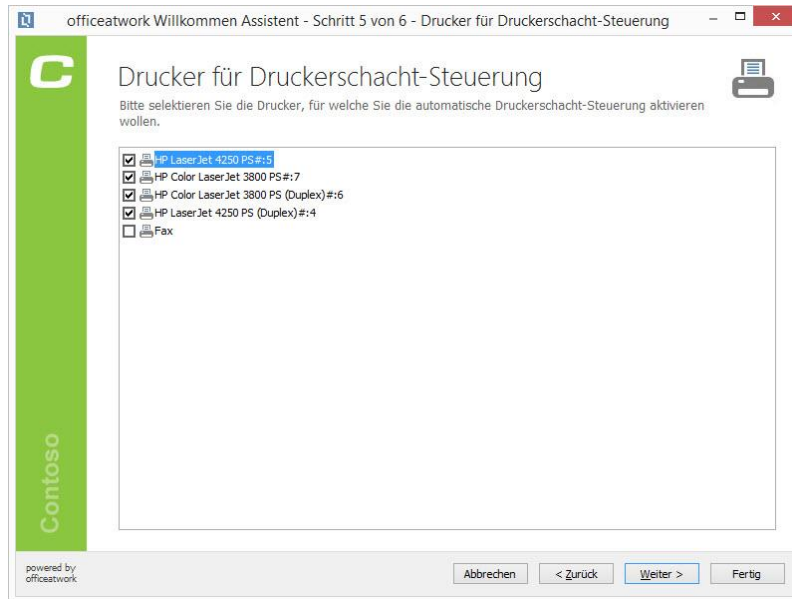 officeatwork Willkommen Assistent - Schritt 5 von 6 - Drucker für Druckerschacht-Steuerung
C
Drucker für Druckerschacht-Steuerung
Bitte selektieren Sie die Drucker, für welche Sie die automatische Druckerschacht-Steuerung aktivieren
wollen.
HP LaserJet 4250 PS#:5
HP Color LaserJet 3800 PS#:7
HP Color LaserJet 3800 PS (Duplex)#:6
HP LaserJet 4250 PS (Duplex)#:4
Fax
Contoso
powered by
officeatwork
Abbrechen
< Zurück
Weiter >
Fertig